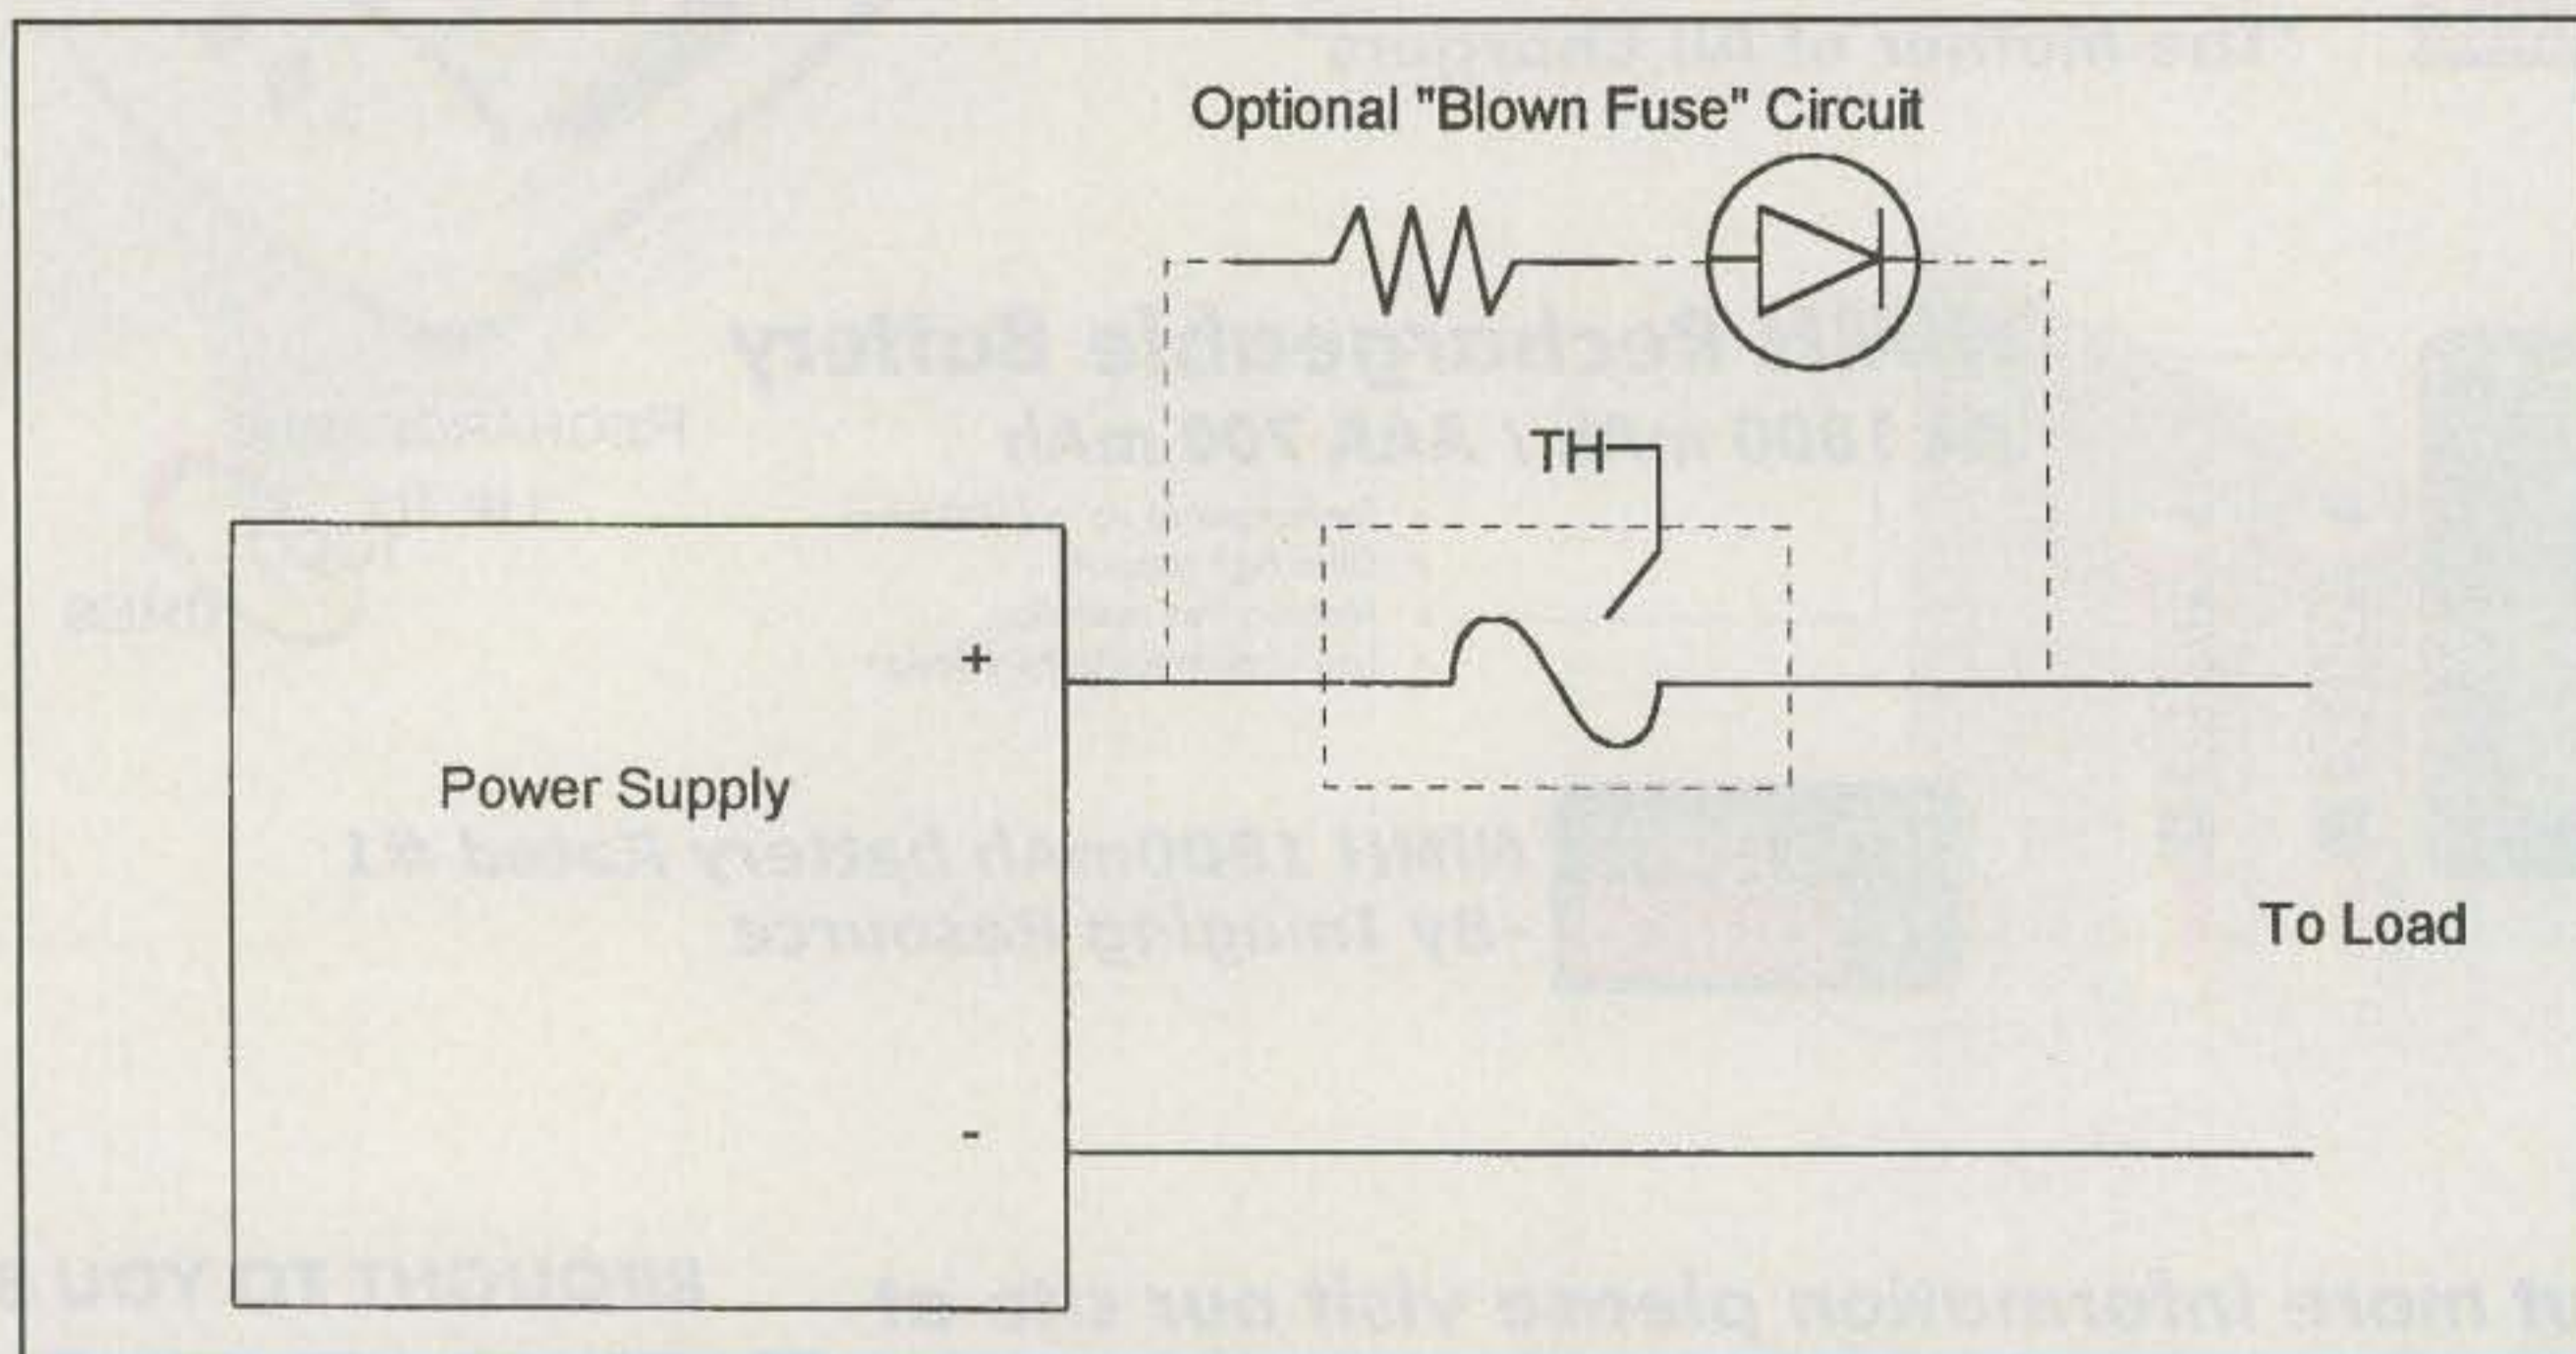 Optional "Blown Fuse" Circuit
TH
+
Power Supply
-
To Load